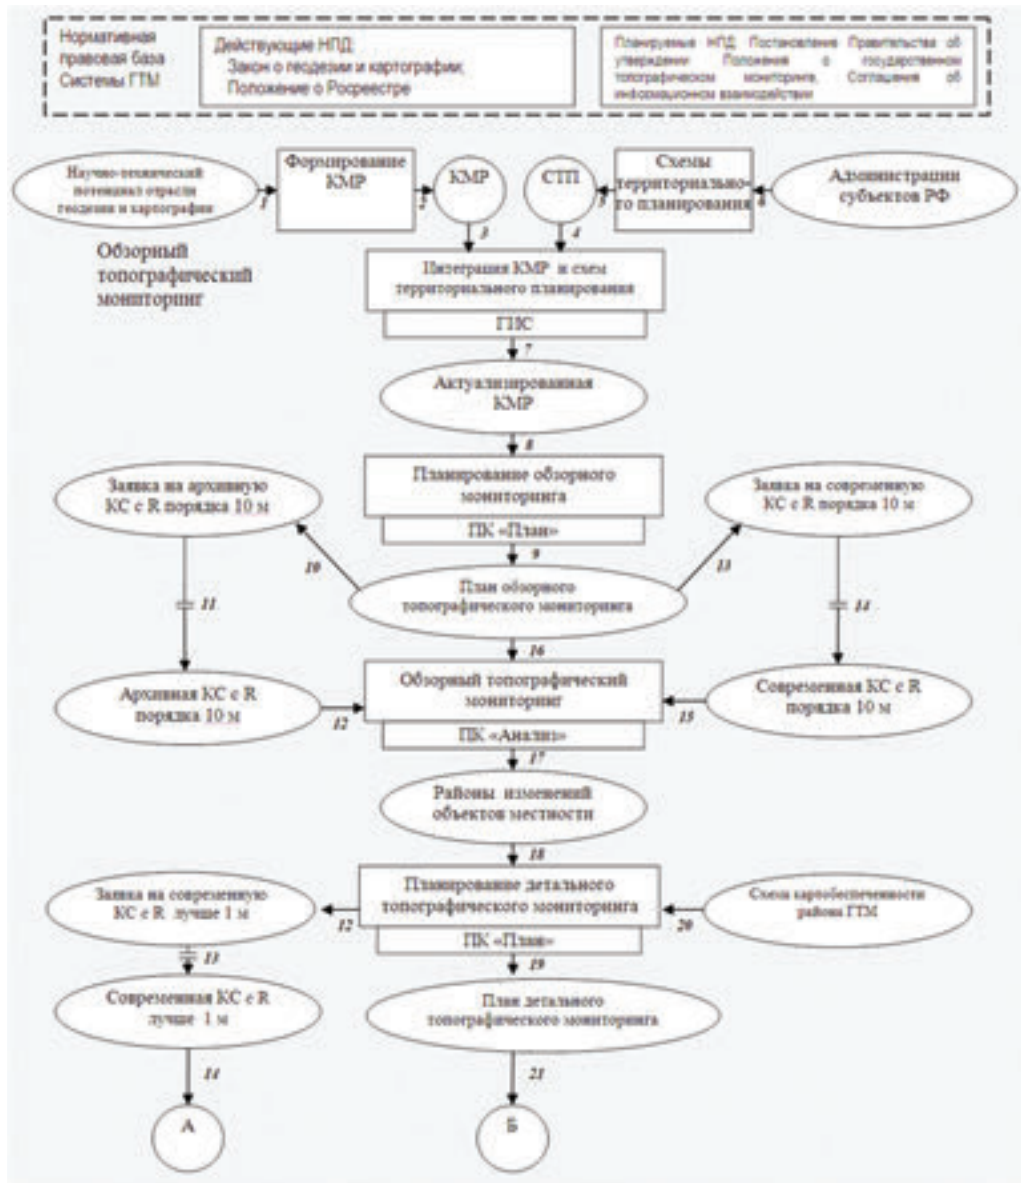 Нормативная
правовая база
Системы ГТМ
Действующие НПД:
Закон о геодезии и картографии;
Положение о Росреестре
Планируемые НПД: Постановление Правительства об
утверждении Положения о государственном
топографическом мониторинге, Соглашения об
информационном взаимодействии
Научно-технический
потенциал отрасли
геодезии и картографии
1
Формирование
КМР
2
КМР
СТП
5
Схемы
территориально-
го планирования
6
Администрации
субъектов РФ
3
4
Обзорный
топографический
мониторинг
Интеграция КМР и схем
территориального планирования
ГИС
7
Актуализированная
КМР
8
Заявка на архивную
КС с R порядка 10 м
Планирование обзорного
мониторинга
ПК «План»
Заявка на современную
КС с R порядка 10 м
9
10
13
План обзорного
топографического мониторинга
11
14
16
Архивная КС с R
порядка 10 м
12
Обзорный топографический
мониторинг
ПК «Анализ»
15
Современная КС с R
порядка 10 м
17
Районы изменений
объектов местности
18
Заявка на современную
КС с R лучше 1 м
12
Планирование детального
топографического мониторинга
ПК «План»
20
Схема картобеспеченности
района ГТМ
13
19
Современная КС с R
лучше 1 м
План детального
топографического мониторинга
14
21
А
Б